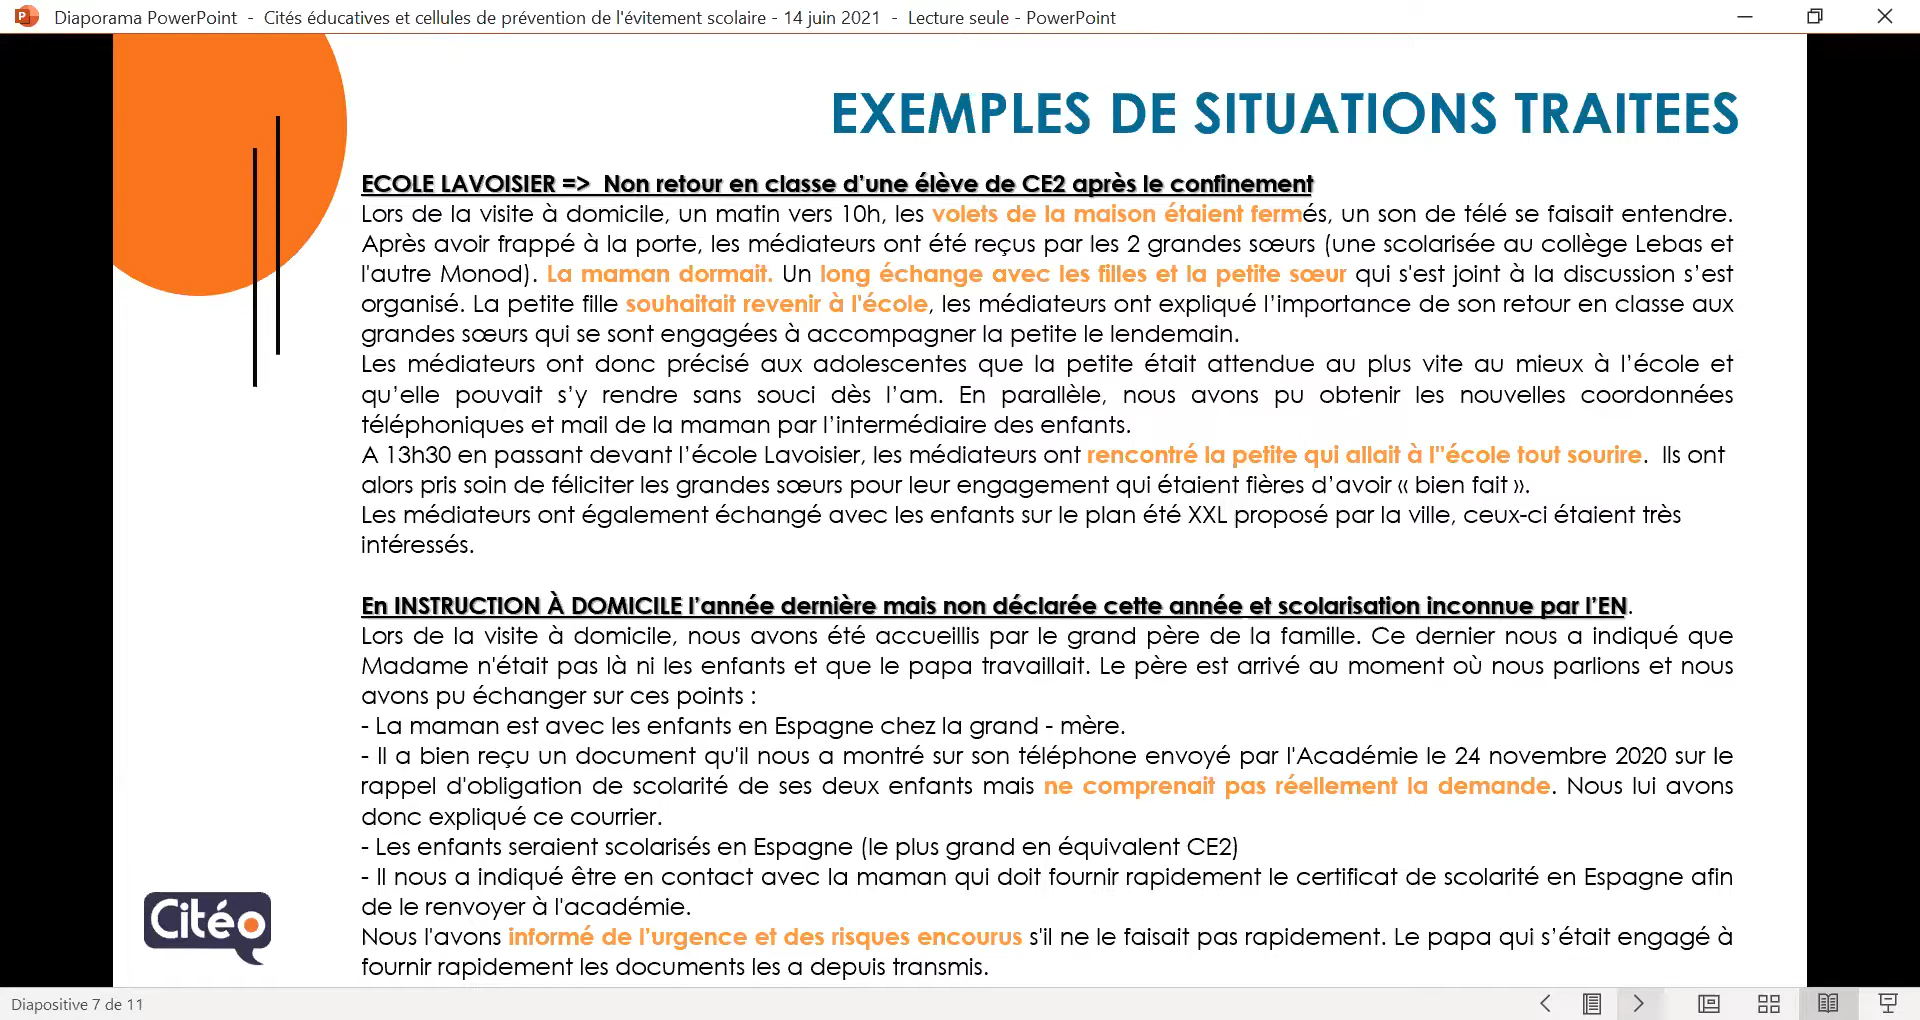 Diaporama PowerPoint - Cités éducatives et cellules de prévention de l'évitement scolaire - 14 juin 2021 - Lecture seule - PowerPoint
EXEMPLES DE SITUATIONS TRAITEES
ECOLE LAVOISIER => Non retour en classe d’une élève de CE2 après le confinement
Lors de la visite à domicile, un matin vers 10h, les volets de la maison étaient fermés, un son de télé se faisait entendre.
Après avoir frappé à la porte, les médiateurs ont été reçus par les 2 grandes sœurs (une scolarisée au collège Lebas et
l'autre Monod). La maman dormait. Un long échange avec les filles et la petite sœur qui s'est joint à la discussion s’est
organisé. La petite fille souhaitait revenir à l'école, les médiateurs ont expliqué l’importance de son retour en classe aux
grandes sœurs qui se sont engagées à accompagner la petite le lendemain.
Les médiateurs ont donc précisé aux adolescentes que la petite était attendue au plus vite au mieux à l’école et
qu’elle pouvait s’y rendre sans souci dès l’am. En parallèle, nous avons pu obtenir les nouvelles coordonnées
téléphoniques et mail de la maman par l’intermédiaire des enfants.
A 13h30 en passant devant l’école Lavoisier, les médiateurs ont rencontré la petite qui allait à l"école tout sourire. Ils ont
alors pris soin de féliciter les grandes sœurs pour leur engagement qui étaient fières d’avoir « bien fait ».
Les médiateurs ont également échangé avec les enfants sur le plan été XXL proposé par la ville, ceux-ci étaient très
intéressés.
En INSTRUCTION À DOMICILE l’année dernière mais non déclarée cette année et scolarisation inconnue par l’EN.
Lors de la visite à domicile, nous avons été accueillis par le grand père de la famille. Ce dernier nous a indiqué que
Madame n'était pas là ni les enfants et que le papa travaillait. Le père est arrivé au moment où nous parlions et nous
avons pu échanger sur ces points :
- La maman est avec les enfants en Espagne chez la grand - mère.
- Il a bien reçu un document qu'il nous a montré sur son téléphone envoyé par l'Académie le 24 novembre 2020 sur le
rappel d'obligation de scolarité de ses deux enfants mais ne comprenait pas réellement la demande. Nous lui avons
donc expliqué ce courrier.
- Les enfants seraient scolarisés en Espagne (le plus grand en équivalent CE2)
- Il nous a indiqué être en contact avec la maman qui doit fournir rapidement le certificat de scolarité en Espagne afin
de le renvoyer à l'académie.
Nous l'avons informé de l’urgence et des risques encourus s'il ne le faisait pas rapidement. Le papa qui s’était engagé à
fournir rapidement les documents les a depuis transmis.
Citéo
Diapositive 7 de 11